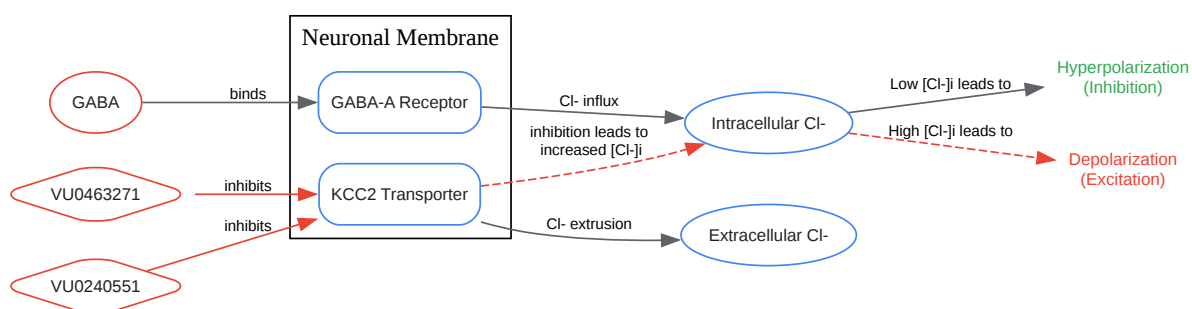 Neuronal Membrane
GABA
binds
GABA-A Receptor
Cl- influx
Intracellular Cl-
Low [Cl-]i leads to
Hyperpolarization
(Inhibition)
inhibition leads to
increased [Cl-]i
High [Cl-]i leads to
Depolarization
(Excitation)
VU0463271
inhibits
KCC2 Transporter
Cl- extrusion
Extracellular Cl-
inhibits
VU0240551